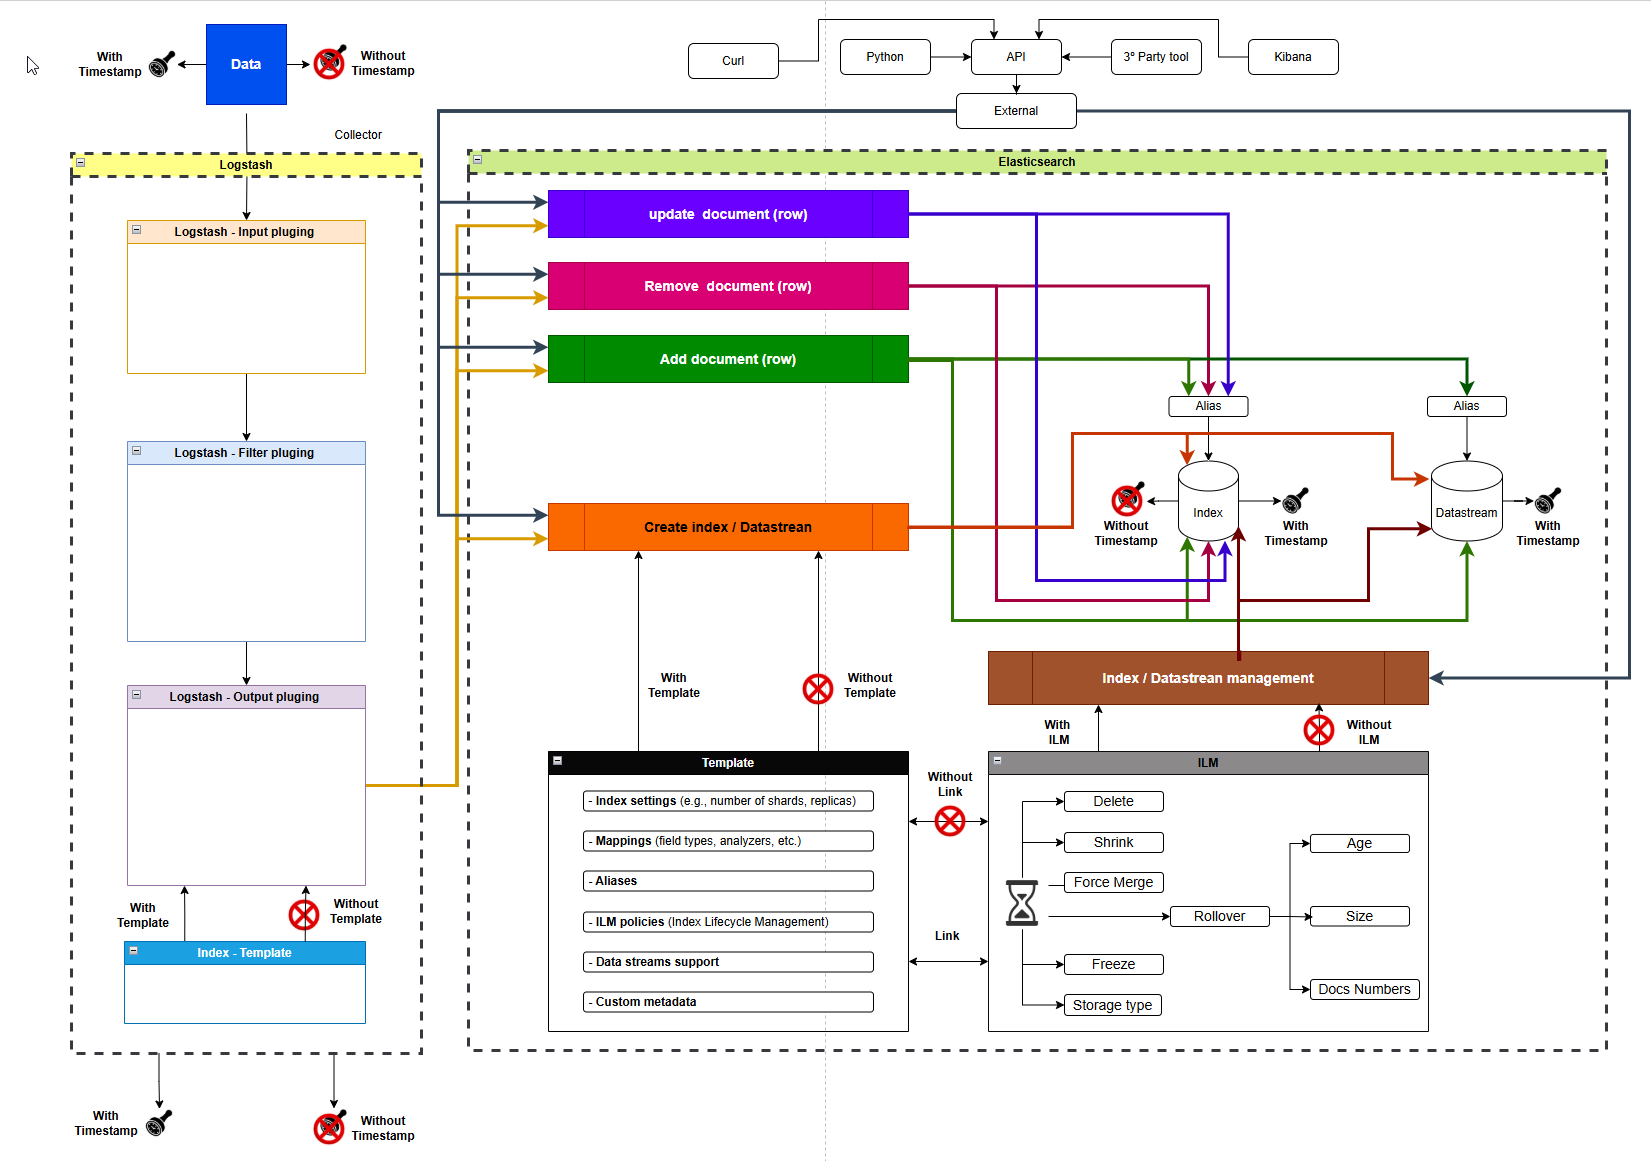 With
Timestamp
Data
Without
Timestamp
Curl
Python
API
3º Party tool
Kibana
External
Collector
Logstash
Elasticsearch
Logstash - Input pluging
update  document (row)
Remove  document (row)
Add document (row)
Alias
Alias
Logstash - Filter pluging
Create index / Datastrean
Without
Timestamp
Index
With
Timestamp
Datastream
With
Timestamp
Logstash - Output pluging
With
Template
Without
Template
Index / Datastrean management
With
ILM
Without
ILM
Template
Without
Link
ILM
- Index settings (e.g., number of shards, replicas)
- Mappings (field types, analyzers, etc.)
- Aliases
- ILM policies (Index Lifecycle Management)
- Data streams support
- Custom metadata
Link
Delete
Shrink
Force Merge
Rollover
Freeze
Storage type
Age
Size
Docs Numbers
With
Template
Without
Template
Index - Template
With
Timestamp
Without
Timestamp